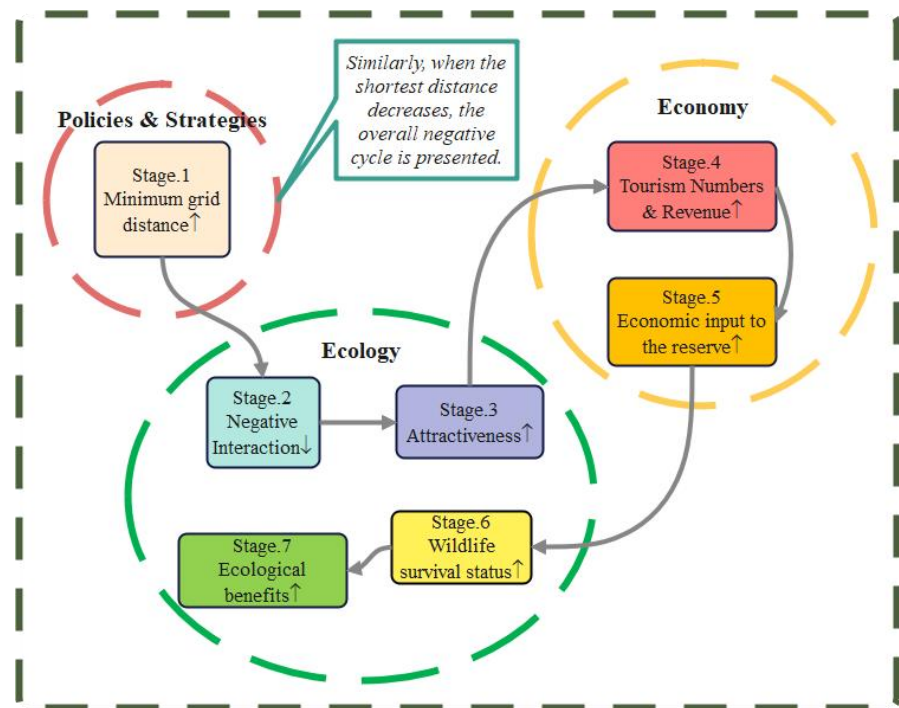 Similarly, when the
shortest distance
decreases, the
overall negative
cycle is presented.
Policies & Strategies
Stage.1
Minimum grid
distance↑
Economy
Stage.4
Tourism Numbers
& Revenue↑
Stage.5
Economic input to
the reserve↑
Ecology
Stage.2
Negative
Interaction↓
Stage.3
Attractiveness↑
Stage.6
Wildlife
survival status↑
Stage.7
Ecological
benefits↑